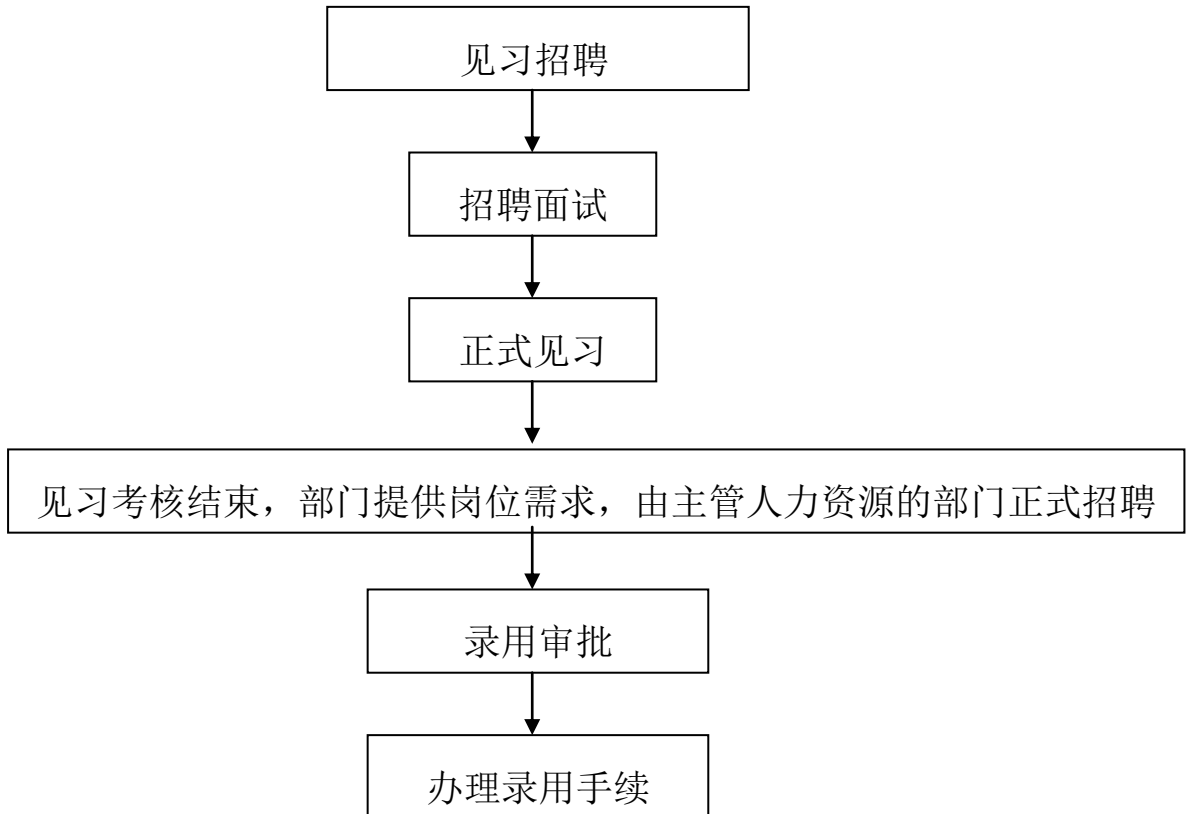 见习招聘
招聘面试
正式见习
见习考核结束，部门提供岗位需求，由主管人力资源的部门正式招聘
录用审批
办理录用手续